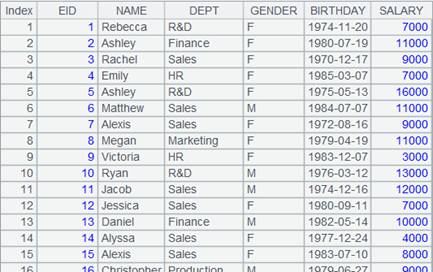 Index EID NAME DEPT GENDER BIRTHDAY SALARY
1 1 Rebecca R&D F 1974-11-20 7000
2 2 Ashley Finance F 1980-07-19 11000
3 3 Rachel Sales F 1970-12-17 9000
4 4 Emily HR F 1985-03-07 7000
5 5 Ashley R&D F 1975-05-13 16000
6 6 Matthew Sales M 1984-07-07 11000
7 7 Alexis Sales F 1972-08-16 9000
8 8 Megan Marketing F 1979-04-19 11000
9 9 Victoria HR F 1983-12-07 3000
10 10 Ryan R&D M 1976-03-12 13000
11 11 Jacob Sales M 1974-12-16 12000
12 12 Jessica Sales F 1980-09-11 7000
13 13 Daniel Finance M 1982-05-14 10000
14 14 Alyssa Sales F 1977-12-24 4000
15 15 Alexis Sales F 1983-07-10 8000
16 16 Christopher Production M 1979-06-27 9000